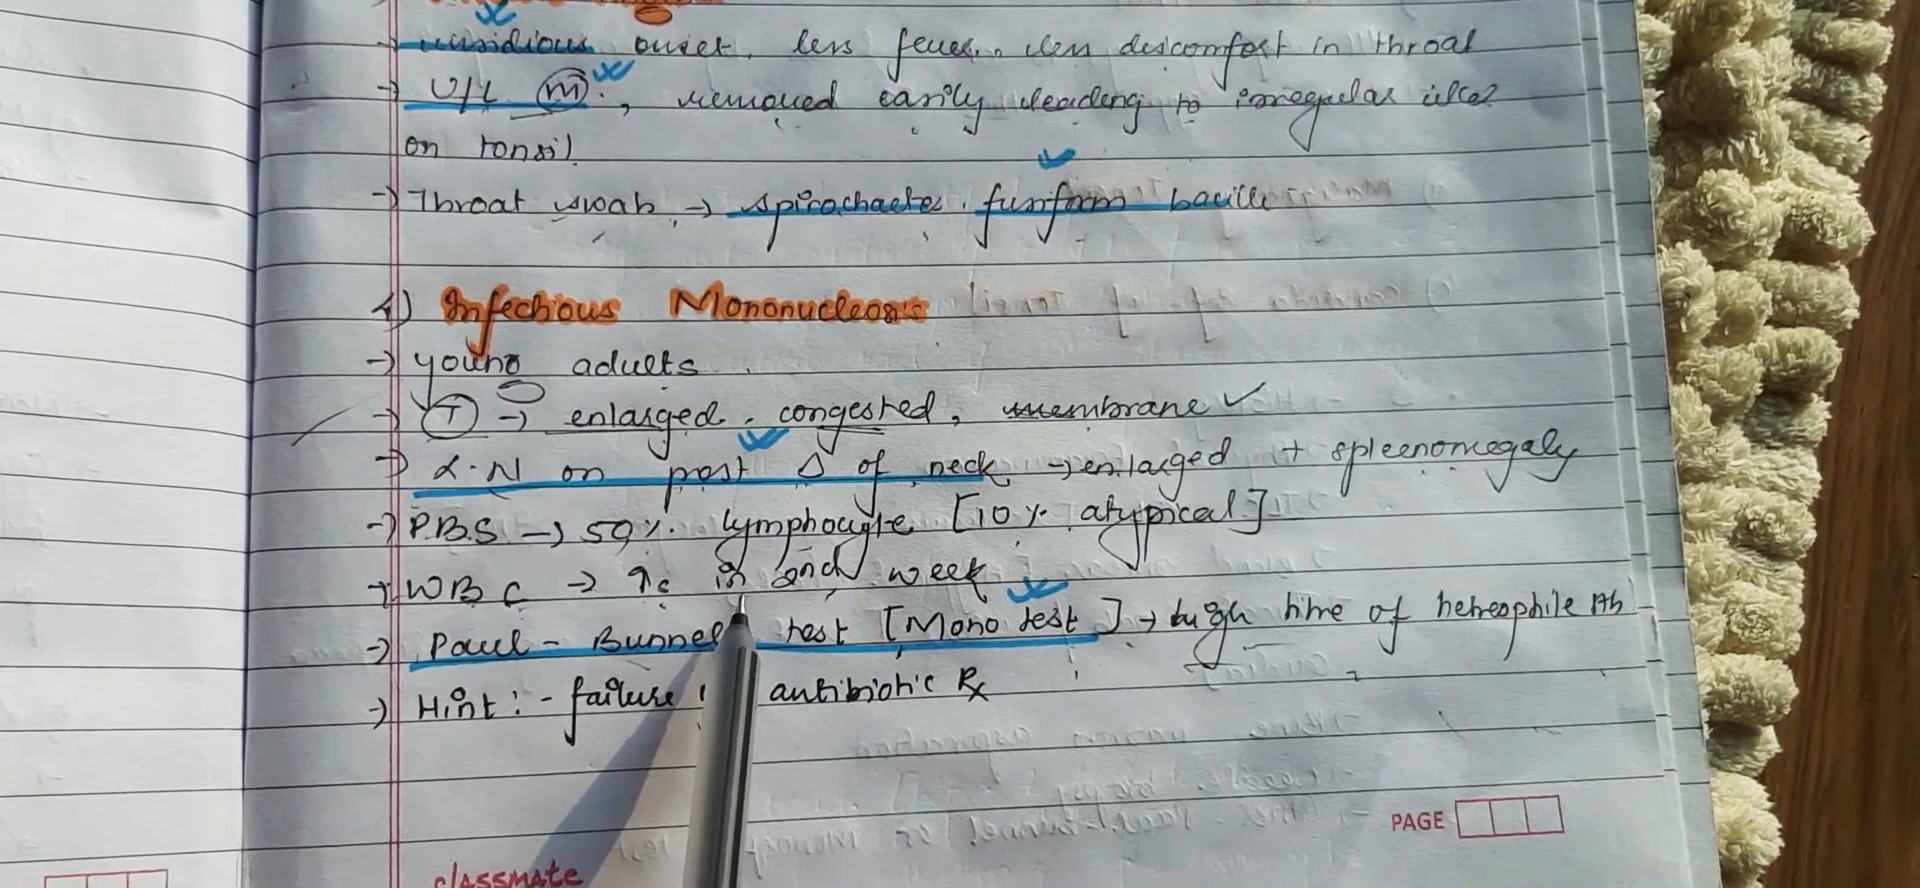 → insidious onset, less fever, less discomfort in throat
→ U/L (m), removed easily leading to irregular ulcer
on tonsil
→ Throat swab → spirochaetes, fusiform bacilli
4) Infectious Mononucleosis
→ young adults
→ (T) → enlarged, congested, membrane ✓
→ L.N on post Δ of neck → enlarged + spleenomegaly
→ P.B.S → 50% lymphocyte [10% atypical]
→ WBC → ↑s in 2nd week
→ Paul - Bunnel test [Mono test] → high titre of hetreophile Ab
→ Hint :- failure antibiotic Rx
PAGE
classmate